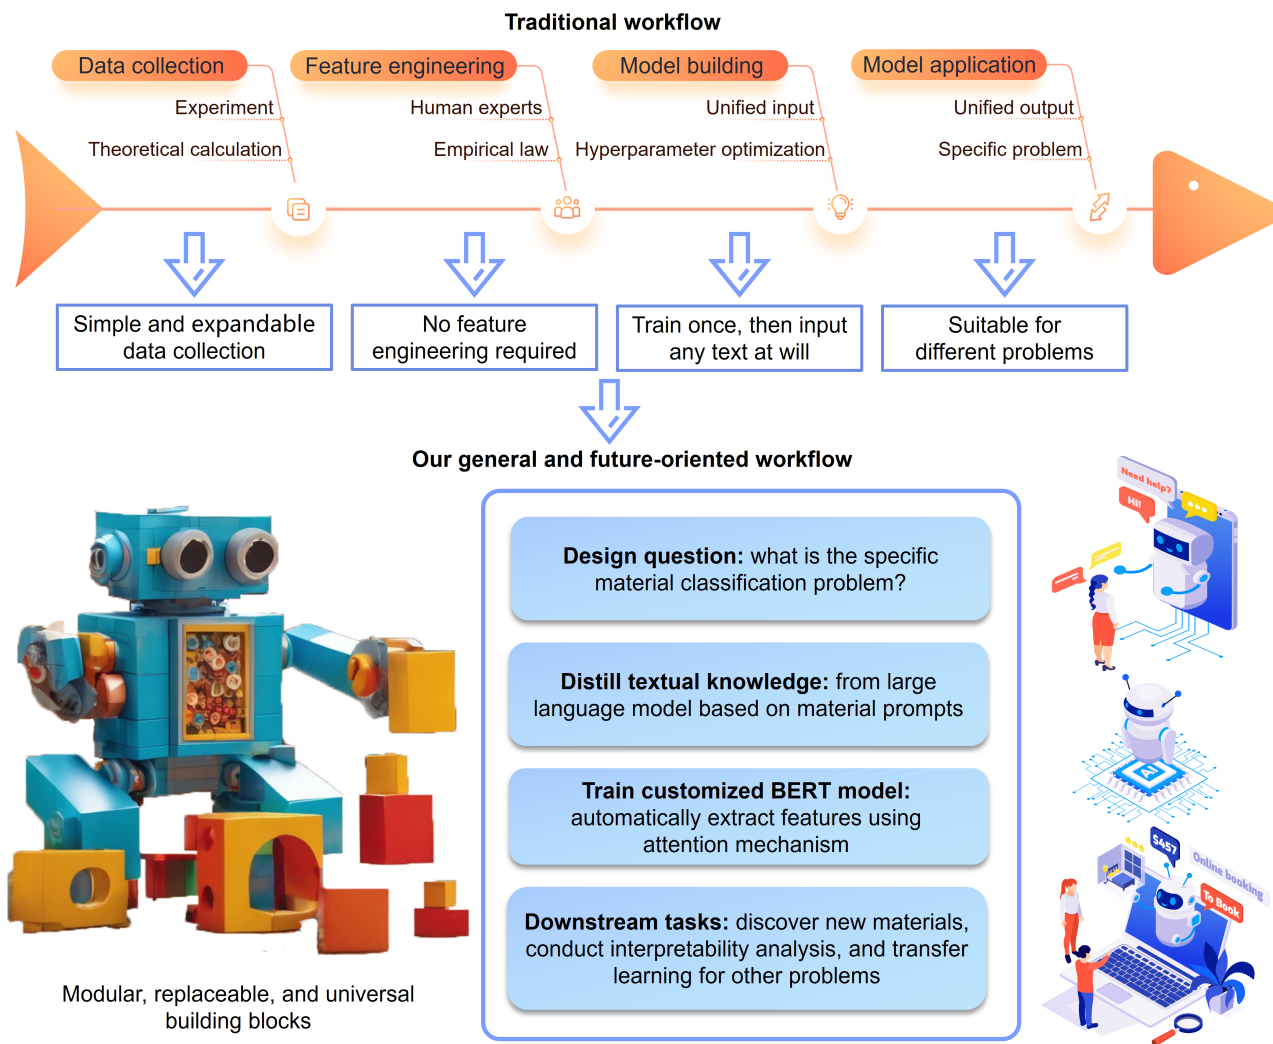 Traditional workflow
Data collection
Feature engineering
Model building
Model application
Experiment
Human experts
Unified input
Unified output
Theoretical calculation
Empirical law
Hyperparameter optimization
Specific problem
Simple and expandable
data collection
No feature
engineering required
Train once, then input
any text at will
Suitable for
different problems
Our general and future-oriented workflow
Design question: what is the specific
material classification problem?
Distill textual knowledge: from large
language model based on material prompts
Train customized BERT model:
automatically extract features using
attention mechanism
Downstream tasks: discover new materials,
conduct interpretability analysis, and transfer
learning for other problems
Modular, replaceable, and universal
building blocks
Need help?
Hi!
AI
$457
Online booking
To Book